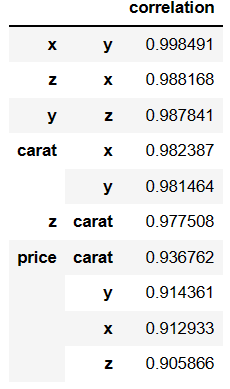 correlation
x y 0.998491
z x 0.988168
y z 0.987841
carat x 0.982387
y 0.981464
z carat 0.977508
price carat 0.936762
y 0.914361
x 0.912933
z 0.905866